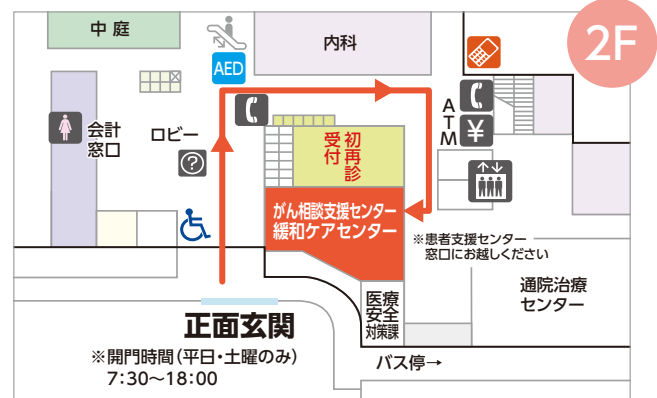 2F
中庭
内科
AED
会計
窓口
ロビー
?
ATM
¥
初再診
受付
がん相談支援センター
緩和ケアセンター
※患者支援センター
窓口にお越しください
医療
安全
対策課
通院治療
センター
正面玄関
※開門時間(平日・土曜のみ)
7:30~18:00
バス停→